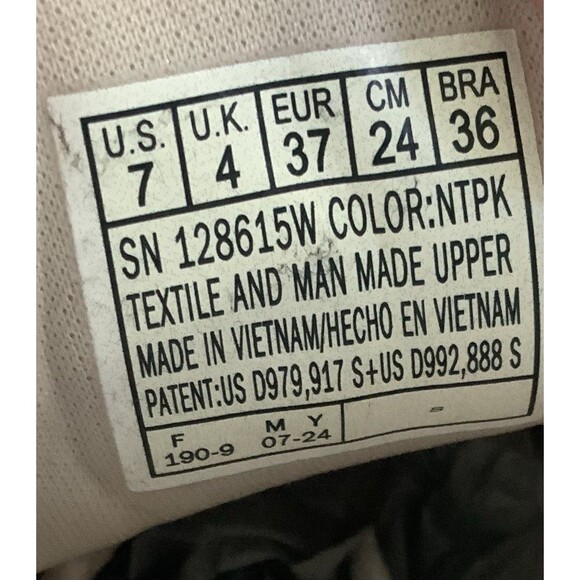 U.S. U.K. EUR CM BRA
7 4 37 24 36
SN 128615W COLOR:NTPK
TEXTILE AND MAN MADE UPPER
MADE IN VIETNAM/HECHO EN VIETNAM
PATENT:US D979,917 S+US D992,888 S
F M Y
190-9 07-24